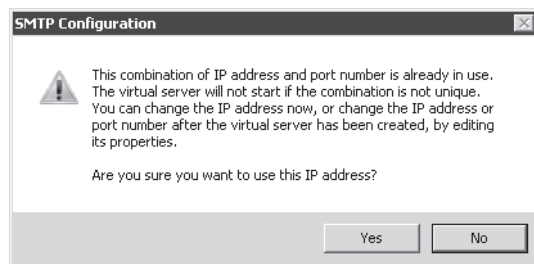 SMTP Configuration
This combination of IP address and port number is already in use.
The virtual server will not start if the combination is not unique.
You can change the IP address now, or change the IP address or
port number after the virtual server has been created, by editing
its properties.
Are you sure you want to use this IP address?
Yes
No